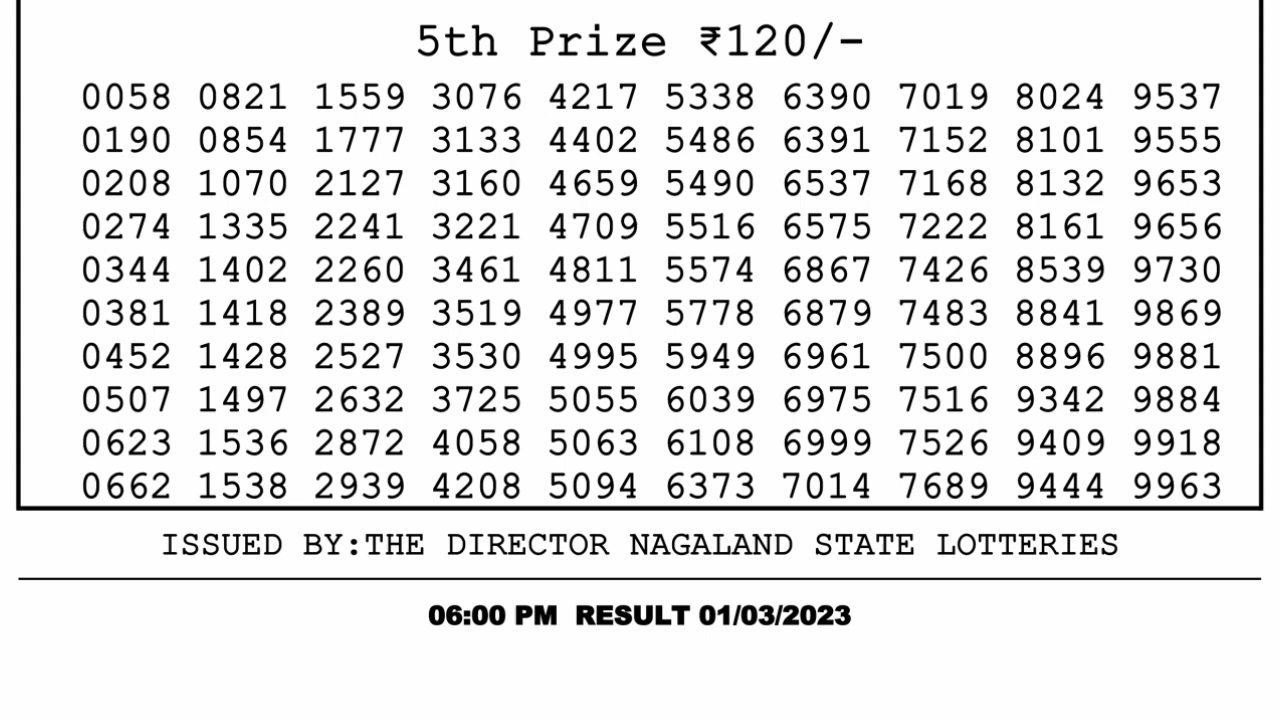 5th Prize ₹120/-
0058 0821 1559 3076 4217 5338 6390 7019 8024 9537
0190 0854 1777 3133 4402 5486 6391 7152 8101 9555
0208 1070 2127 3160 4659 5490 6537 7168 8132 9653
0274 1335 2241 3221 4709 5516 6575 7222 8161 9656
0344 1402 2260 3461 4811 5574 6867 7426 8539 9730
0381 1418 2389 3519 4977 5778 6879 7483 8841 9869
0452 1428 2527 3530 4995 5949 6961 7500 8896 9881
0507 1497 2632 3725 5055 6039 6975 7516 9342 9884
0623 1536 2872 4058 5063 6108 6999 7526 9409 9918
0662 1538 2939 4208 5094 6373 7014 7689 9444 9963
ISSUED BY:THE DIRECTOR NAGALAND STATE LOTTERIES
06:00 PM RESULT 01/03/2023